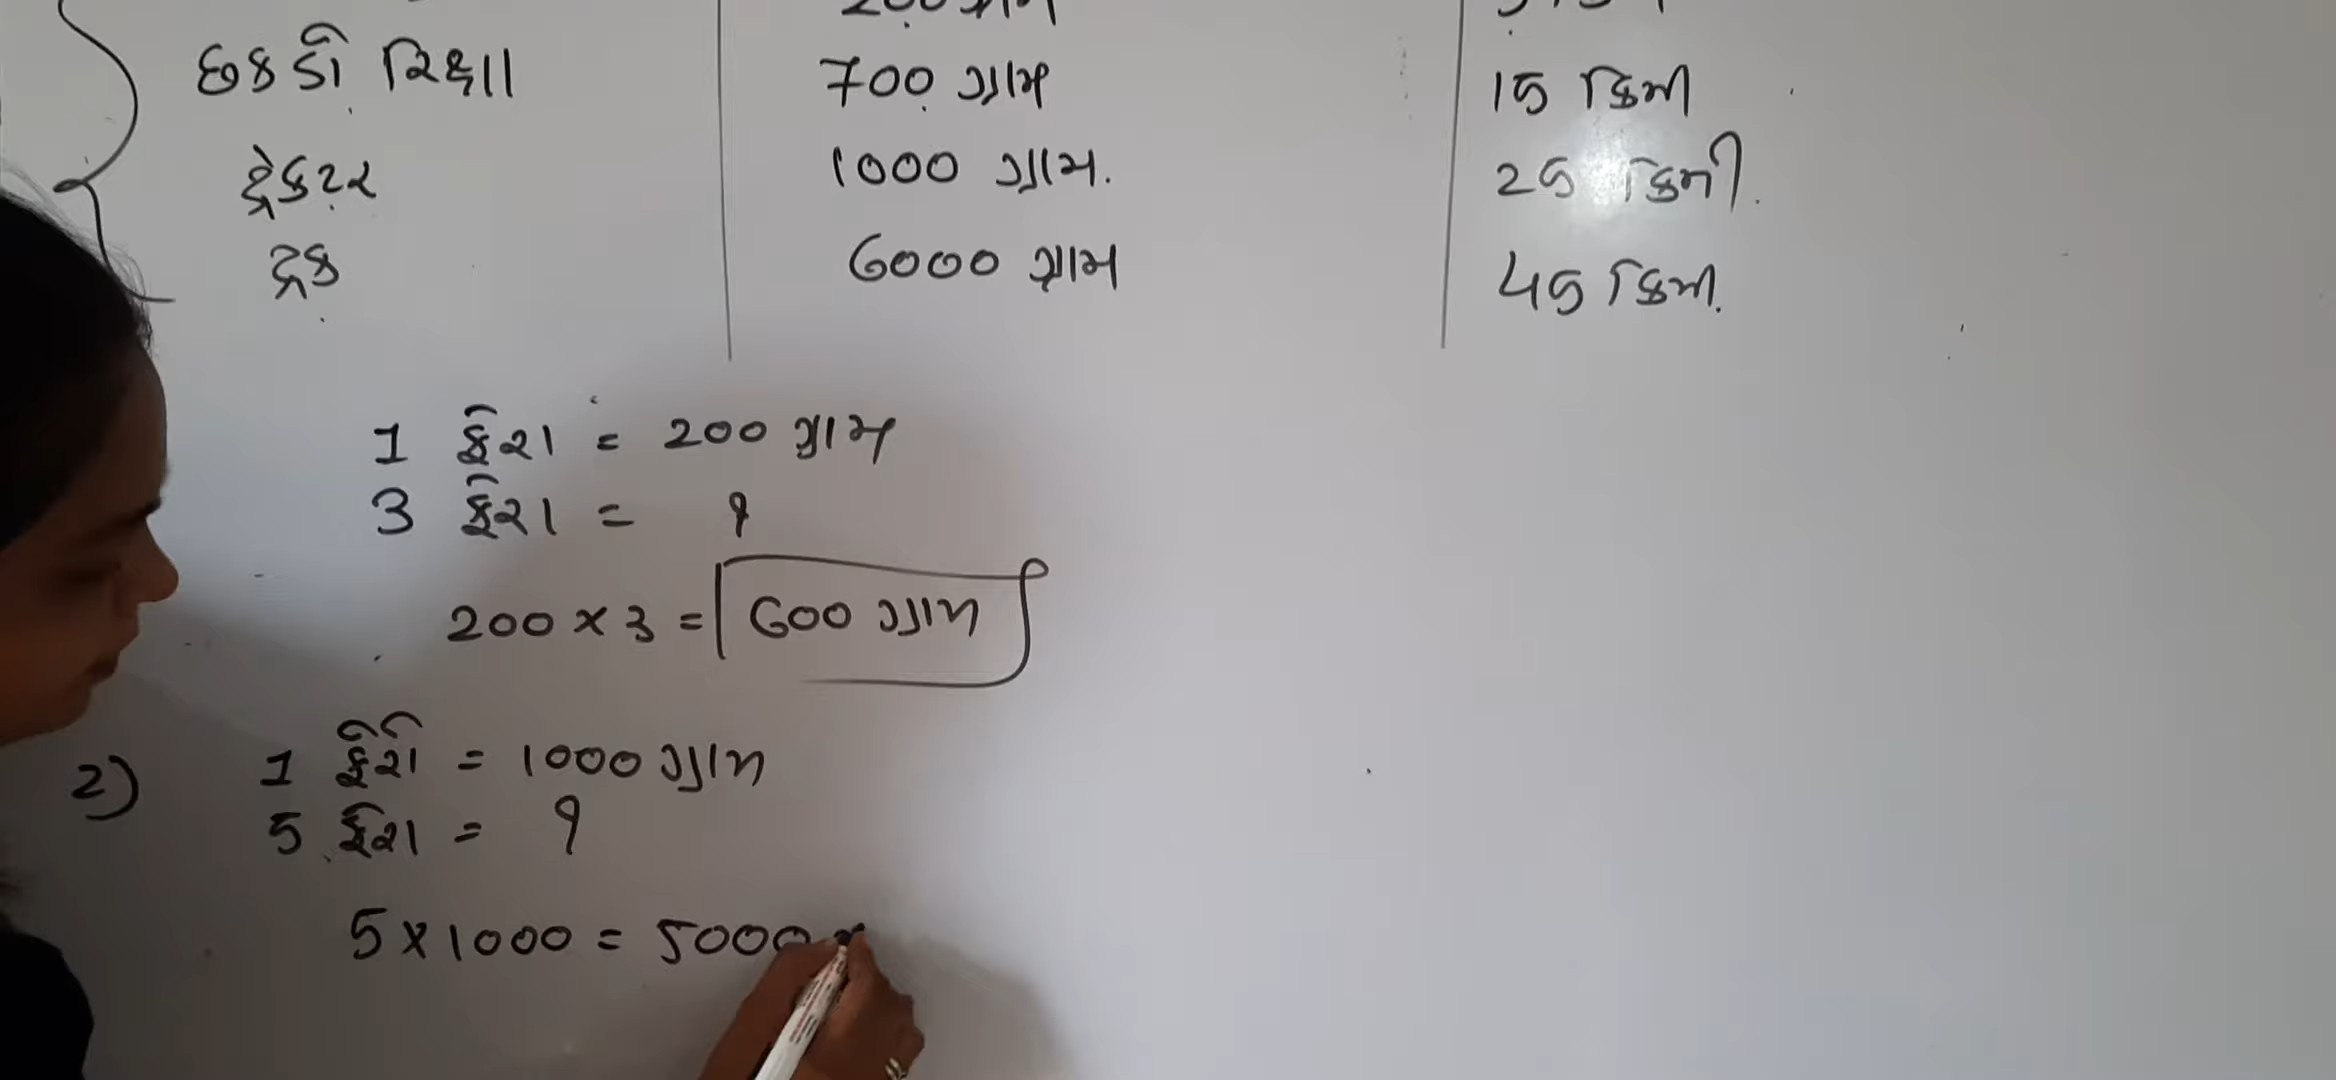 છકડો રિક્ષા 700 ગ્રામ 15 કિમી
ટ્રેકટર 1000 ગ્રામ. 25 કિમી.
ટ્રક 6000 ગ્રામ 45 કિમી.
1 ફેરા = 200 ગ્રામ
3 ફેરા = ?
200 × 3 = 600 ગ્રામ
2) 1 ફેરો = 1000 ગ્રામ
5 ફેરા = ?
5 × 1000 = 5000